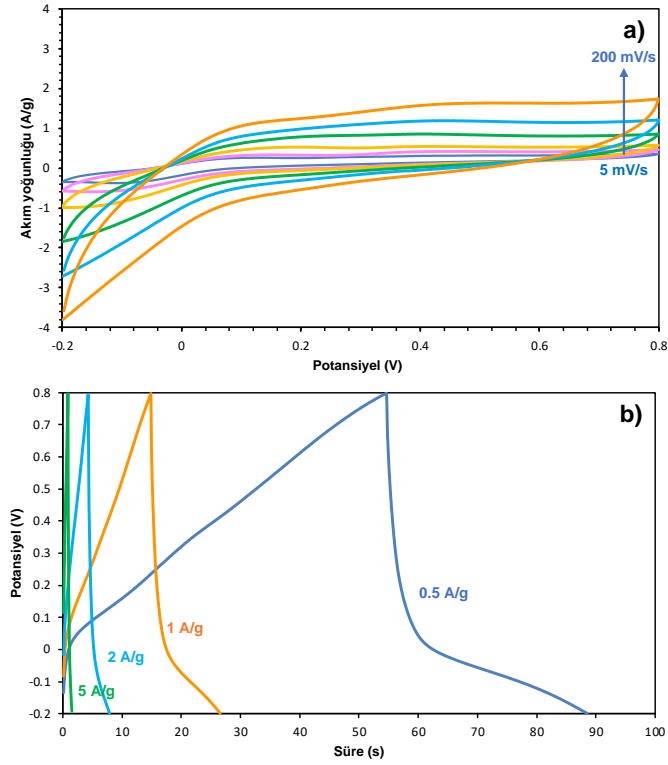 a)
4
3
2
1
0
-1
-2
-3
-4
Akım yoğunluğu (A/g)
200 mV/s
5 mV/s
-0.2 0 0.2 0.4 0.6 0.8
Potansiyel (V)
b)
0.8
0.7
0.6
0.5
0.4
0.3
0.2
0.1
0
-0.1
-0.2
Potansiyel (V)
0.5 A/g
1 A/g
2 A/g
5 A/g
0 10 20 30 40 50 60 70 80 90 100
Süre (s)